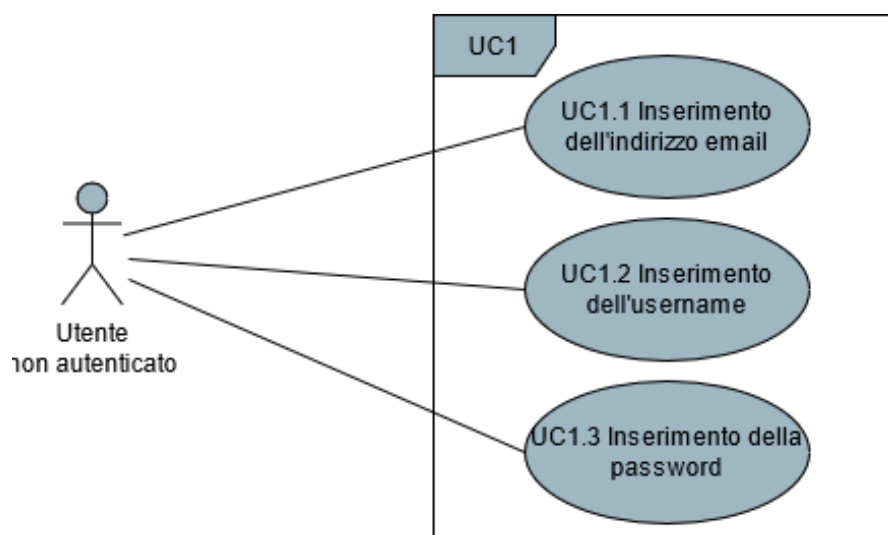 UC1
UC1.1 Inserimento
dell'indirizzo email
UC1.2 Inserimento
dell'username
UC1.3 Inserimento della
password
Utente
non autenticato